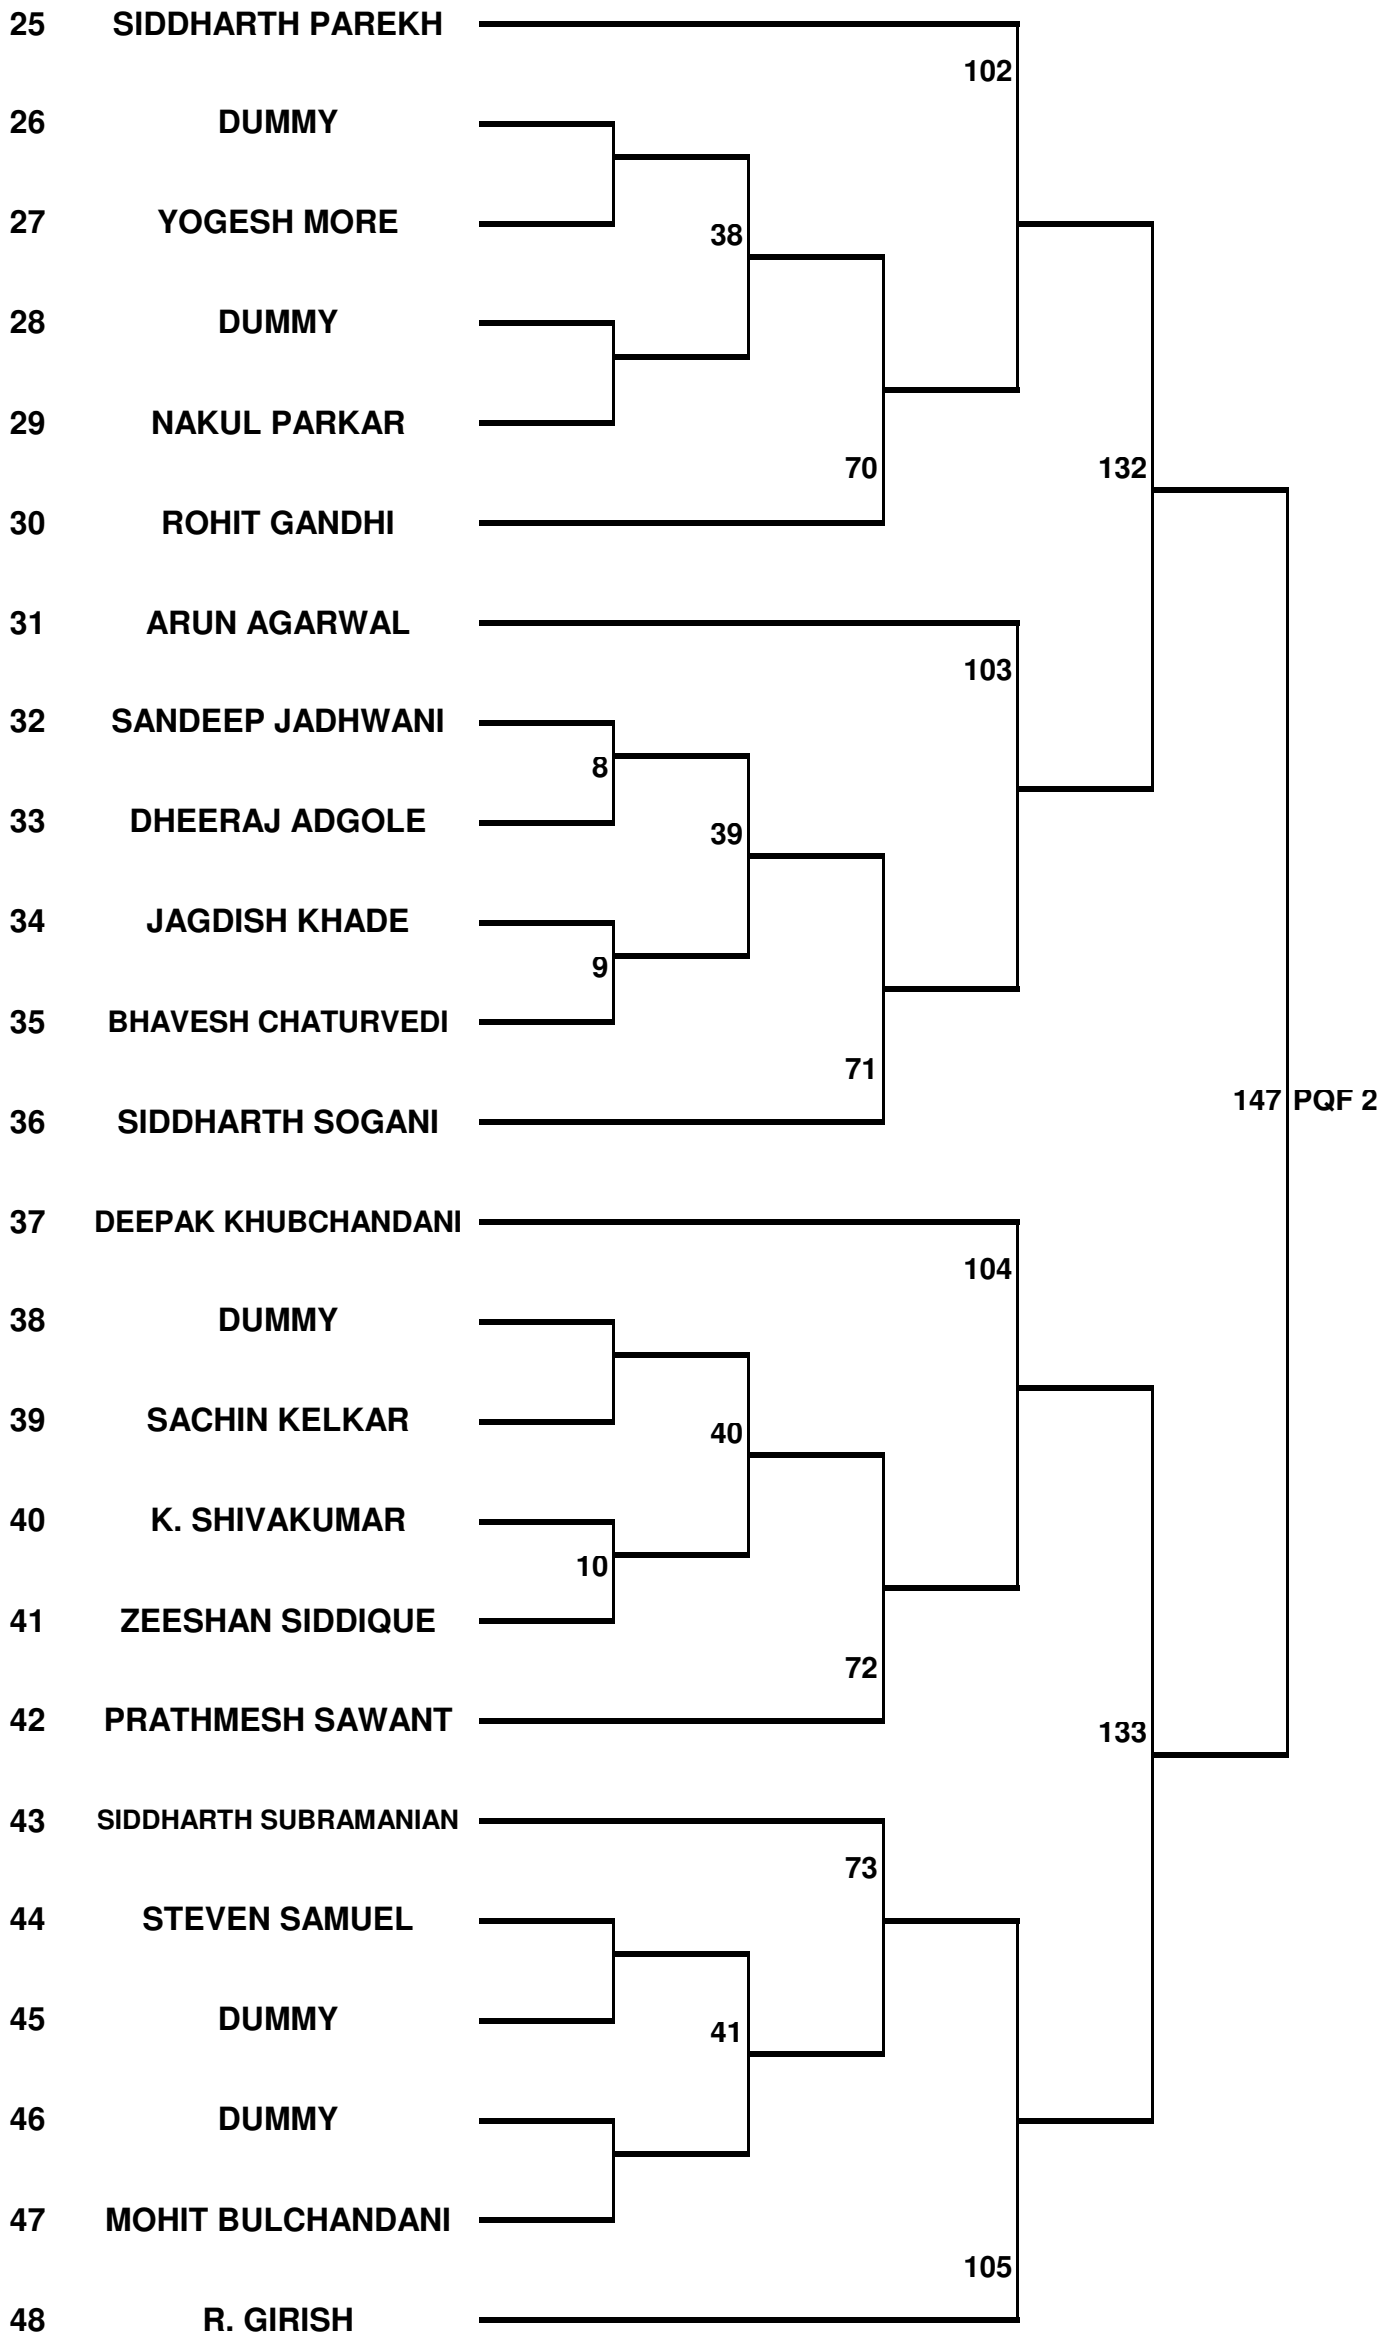 25 SIDDHARTH PAREKH
102
26 DUMMY
27 YOGESH MORE
38
28 DUMMY
29 NAKUL PARKAR
70 132
30 ROHIT GANDHI
31 ARUN AGARWAL
103
32 SANDEEP JADHWANI
8
33 DHEERAJ ADGOLE
39
34 JAGDISH KHADE
9
35 BHAVESH CHATURVEDI
71
147 PQF 2
36 SIDDHARTH SOGANI
37 DEEPAK KHUBCHANDANI
104
38 DUMMY
39 SACHIN KELKAR
40
40 K. SHIVAKUMAR
10
41 ZEESHAN SIDDIQUE
72
42 PRATHMESH SAWANT
133
43 SIDDHARTH SUBRAMANIAN
73
44 STEVEN SAMUEL
45 DUMMY
41
46 DUMMY
47 MOHIT BULCHANDANI
105
48 R. GIRISH